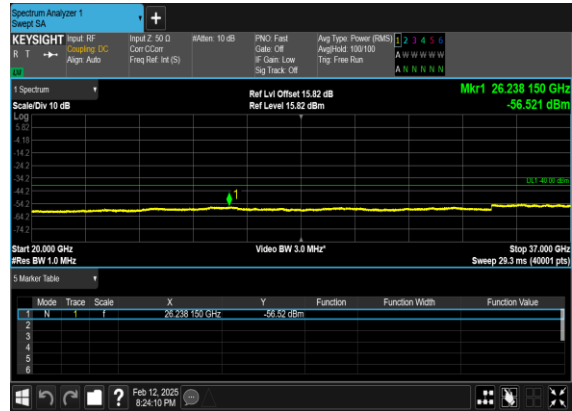 Spectrum Analyzer 1
Swept SA
+
KEYSIGHT Input: RF Input Z: 50 Ω #Atten: 10 dB PNO: Fast Avg Type: Power (RMS) 1 2 3 4 5 6
R T Coupling: DC Corr CCorr Gate: Off Avg|Hold: 100/100 A W W W W W
Align: Auto Freq Ref: Int (S) IF Gain: Low Trig: Free Run A N N N N N
Sig Track: Off
1 Spectrum Ref Lvl Offset 15.82 dB Mkr1 26.238 150 GHz
Scale/Div 10 dB Ref Level 15.82 dBm -56.521 dBm
Log
5.82
-4.18
-14.2
-24.2
-34.2
DL1 -40.00 dBm
-44.2
1
-54.2
-64.2
-74.2
Start 20.000 GHz Video BW 3.0 MHz* Stop 37.000 GHz
#Res BW 1.0 MHz Sweep 29.3 ms (40001 pts)
5 Marker Table
Mode Trace Scale X Y Function Function Width Function Value
1 N 1 f 26.238 150 GHz -56.52 dBm
2
3
4
5
6
? Feb 12, 2025
8:24:10 PM